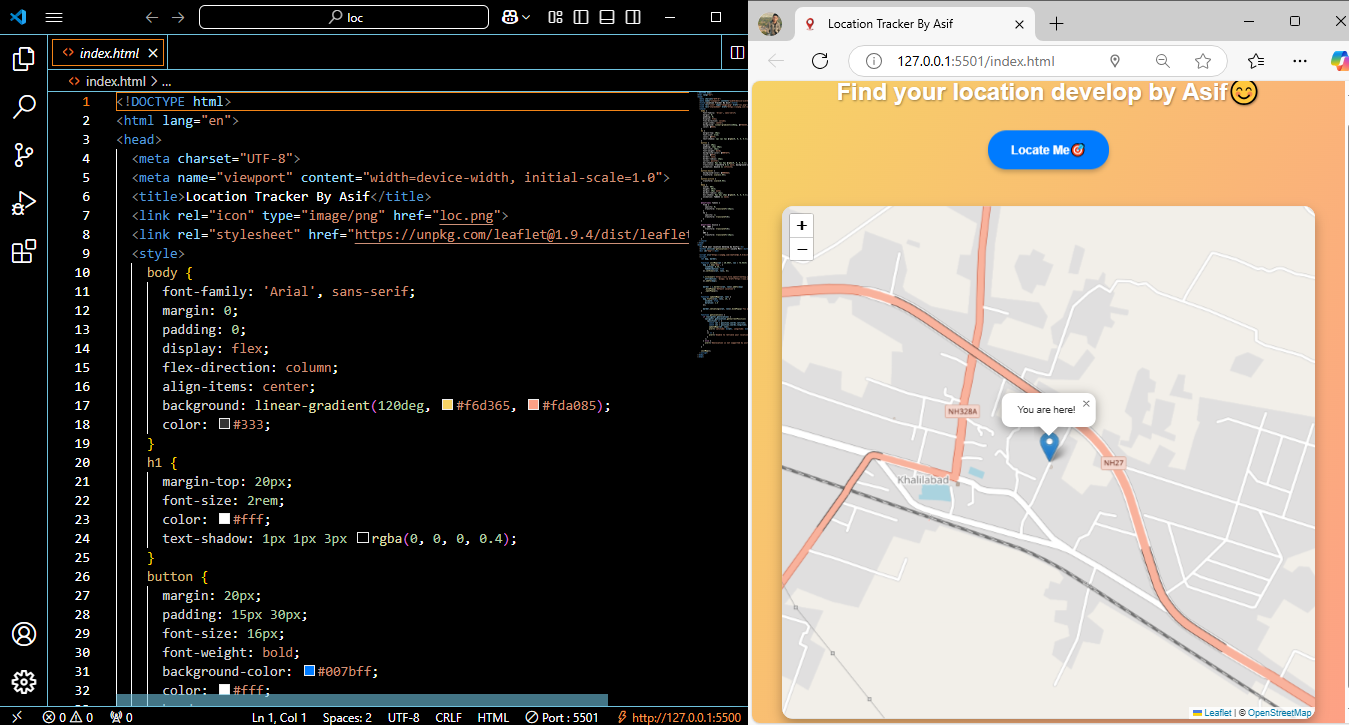 loc
index.html
index.html > ...
1 <!DOCTYPE html>
2 <html lang="en">
3 <head>
4 <meta charset="UTF-8">
5 <meta name="viewport" content="width=device-width, initial-scale=1.0">
6 <title>Location Tracker By Asif</title>
7 <link rel="icon" type="image/png" href="loc.png">
8 <link rel="stylesheet" href="https://unpkg.com/leaflet@1.9.4/dist/leaflet
9 <style>
10 body {
11 font-family: 'Arial', sans-serif;
12 margin: 0;
13 padding: 0;
14 display: flex;
15 flex-direction: column;
16 align-items: center;
17 background: linear-gradient(120deg, #f6d365, #fda085);
18 color: #333;
19 }
20 h1 {
21 margin-top: 20px;
22 font-size: 2rem;
23 color: #fff;
24 text-shadow: 1px 1px 3px rgba(0, 0, 0, 0.4);
25 }
26 button {
27 margin: 20px;
28 padding: 15px 30px;
29 font-size: 16px;
30 font-weight: bold;
31 background-color: #007bff;
32 color: #fff;
0 0 0 Ln 1, Col 1 Spaces: 2 UTF-8 CRLF HTML Port : 5501 http://127.0.0.1:5500
Location Tracker By Asif
127.0.0.1:5501/index.html
Find your location develop by Asif😊
Locate Me🎯
+
−
You are here! ×
NH328A
NH27
Khalilabad
Leaflet | © OpenStreetMap